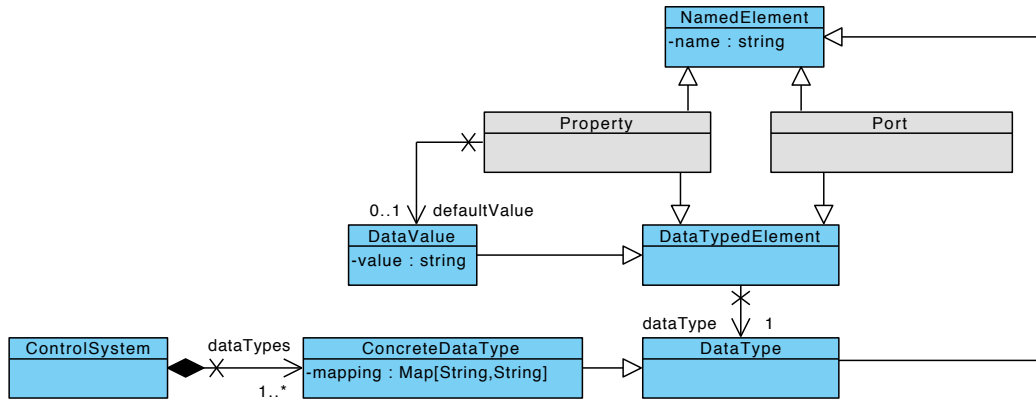 NamedElement
-name : string
Property
Port
0..1
defaultValue
DataValue
-value : string
DataTypedElement
dataType
1
ControlSystem
dataTypes
1..*
ConcreteDataType
-mapping : Map[String,String]
DataType